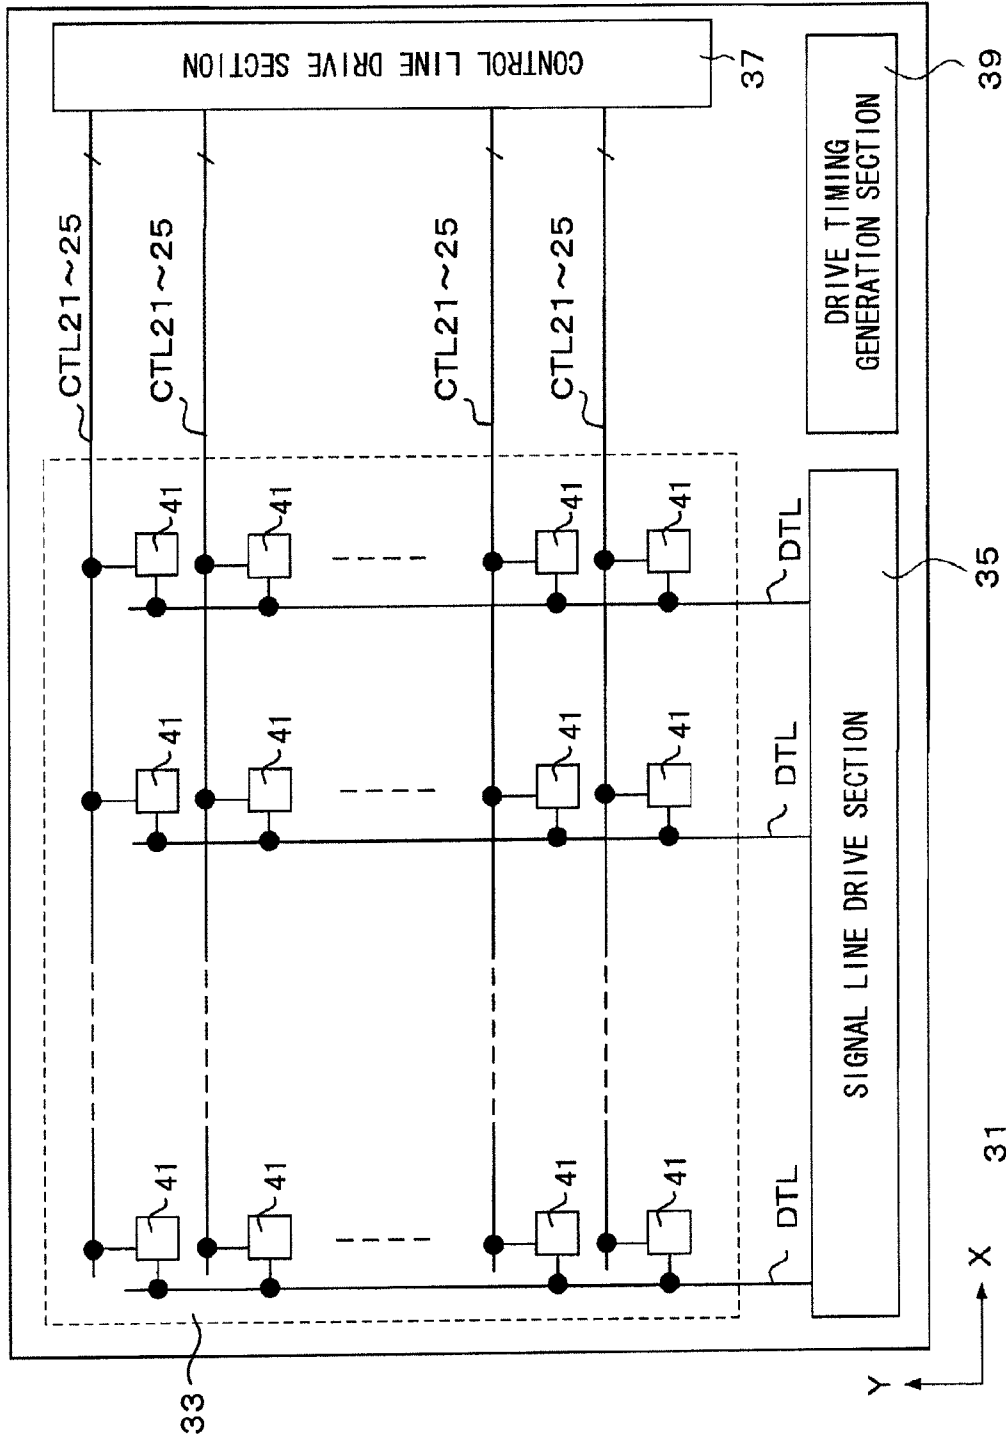 CTL21~25
CONTROL LINE DRIVE SECTION
33
41
41
41
CTL21~25
41
41
41
CTL21~25
41
41
41
CTL21~25
41
41
41
37
DTL
DTL
DTL
SIGNAL LINE DRIVE SECTION
DRIVE TIMING
GENERATION SECTION
Y
X
31
35
39